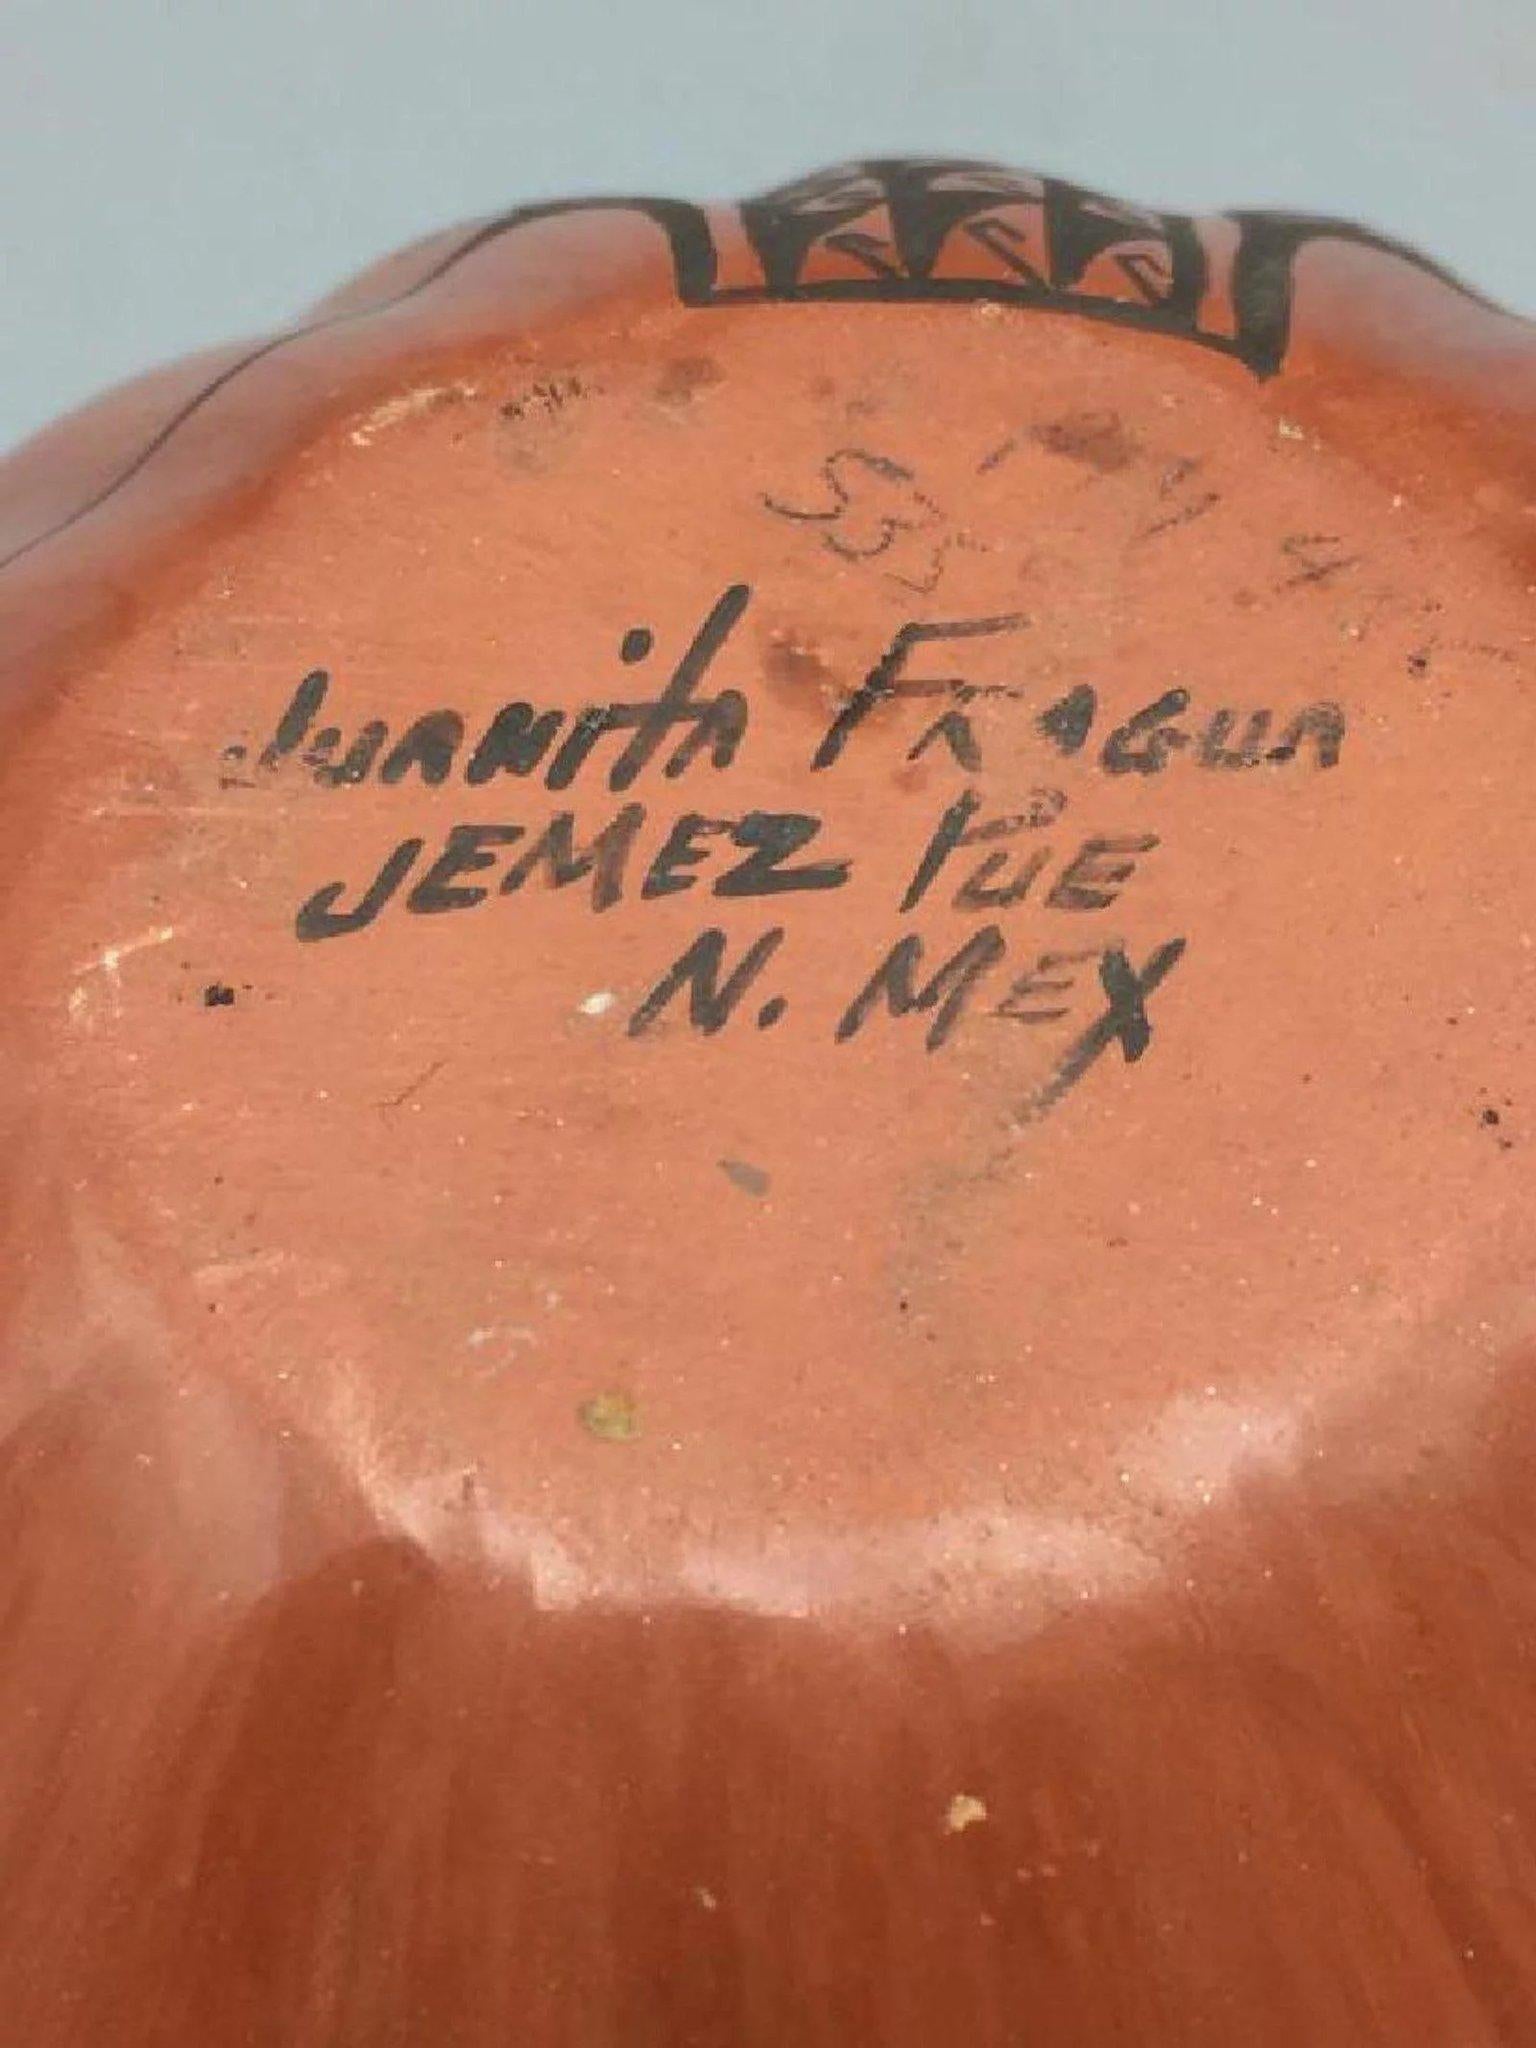 Juanita Fragua
JEMEZ PUE
N. MEX